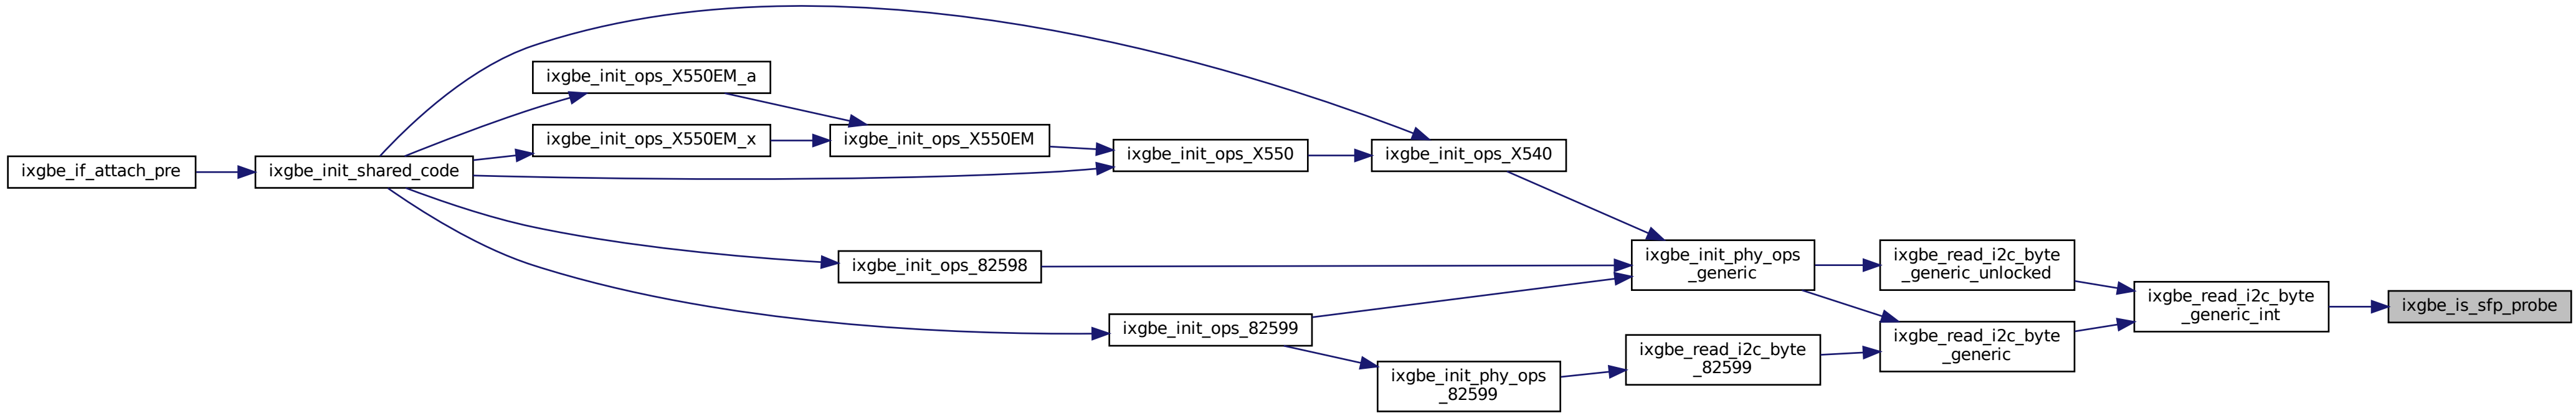 ixgbe_if_attach_pre
ixgbe_init_shared_code
ixgbe_init_ops_X550EM_a
ixgbe_init_ops_X550EM_x
ixgbe_init_ops_X550EM
ixgbe_init_ops_X550
ixgbe_init_ops_X540
ixgbe_init_ops_82598
ixgbe_init_ops_82599
ixgbe_init_phy_ops
_82599
ixgbe_read_i2c_byte
_82599
ixgbe_init_phy_ops
_generic
ixgbe_read_i2c_byte
_generic_unlocked
ixgbe_read_i2c_byte
_generic
ixgbe_read_i2c_byte
_generic_int
ixgbe_is_sfp_probe